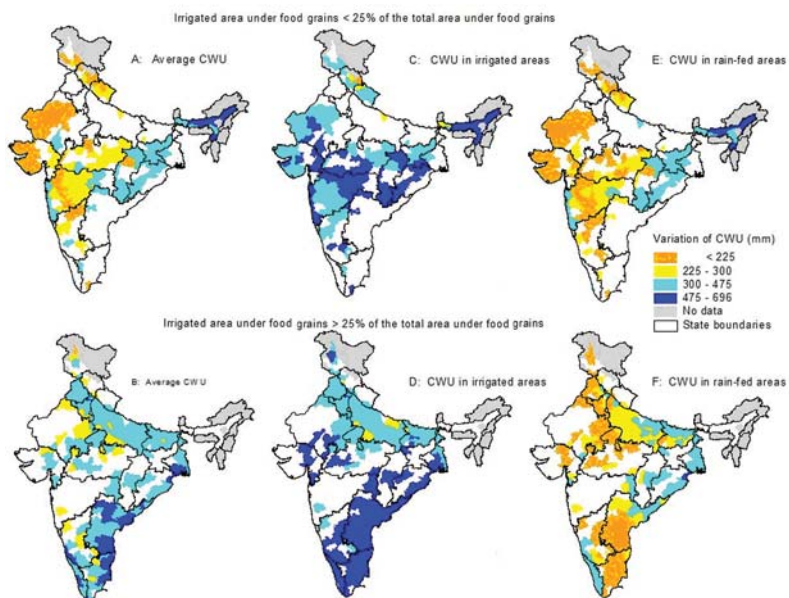 Irrigated area under food grains < 25% of the total area under food grains
A: Average CWU
C: CWU in irrigated areas
E: CWU in rain-fed areas
Variation of CWU (mm)
< 225
225 - 300
300 - 475
475 - 696
No data
State boundaries
Irrigated area under food grains > 25% of the total area under food grains
B: Average CWU
D: CWU in irrigated areas
F: CWU in rain-fed areas